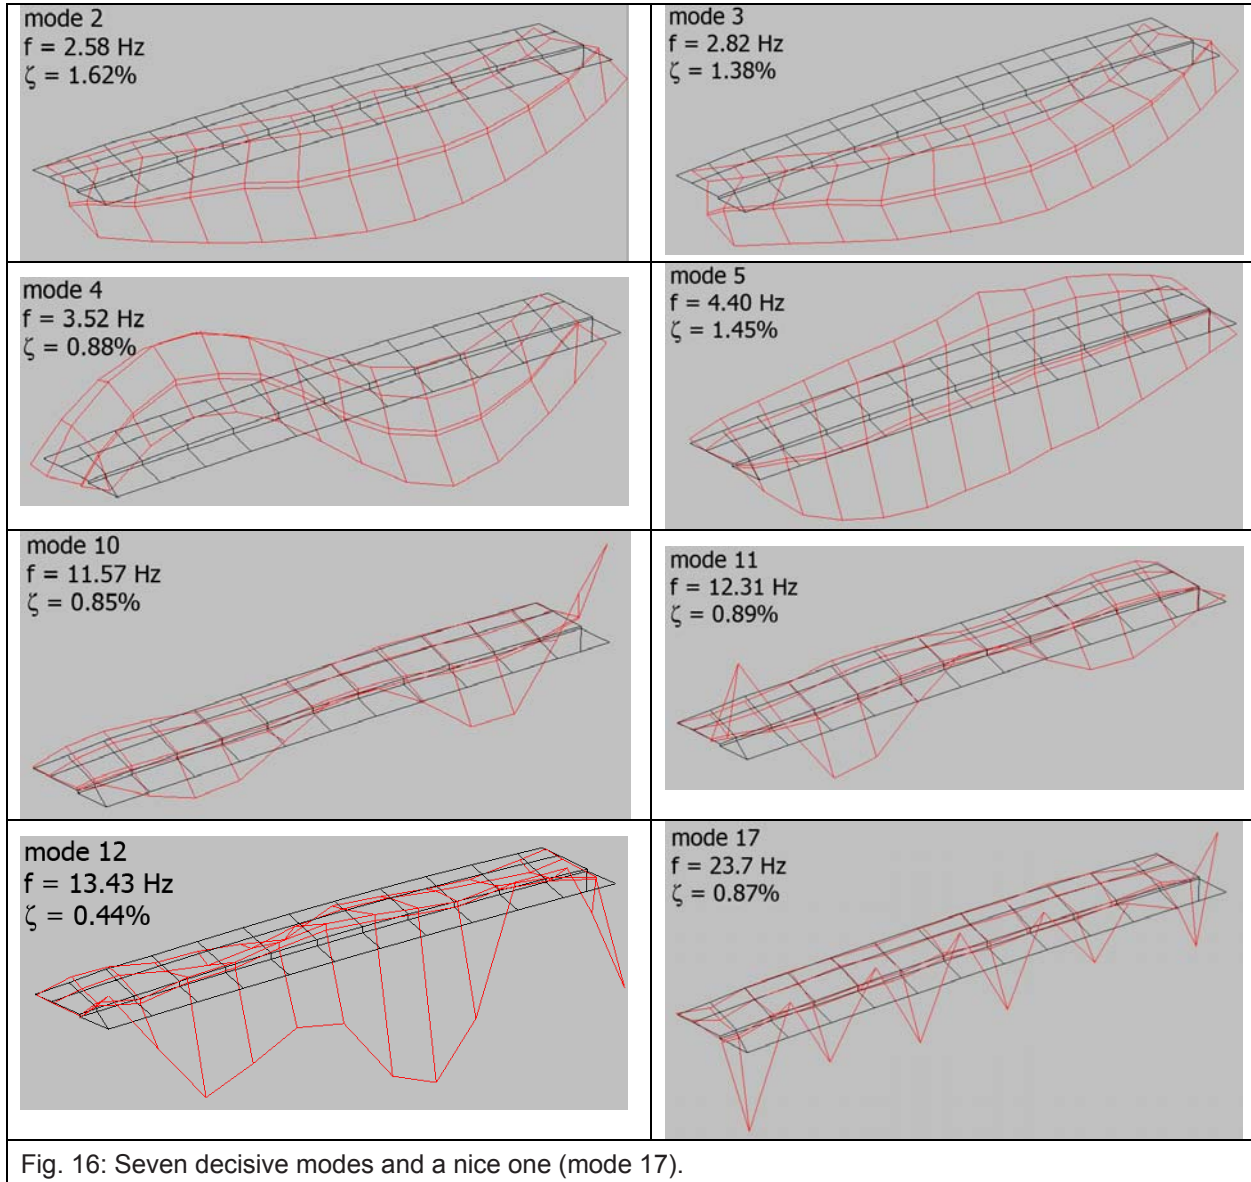 mode 2
f = 2.58 Hz
ζ = 1.62%
mode 3
f = 2.82 Hz
ζ = 1.38%
mode 4
f = 3.52 Hz
ζ = 0.88%
mode 5
f = 4.40 Hz
ζ = 1.45%
mode 10
f = 11.57 Hz
ζ = 0.85%
mode 11
f = 12.31 Hz
ζ = 0.89%
mode 12
f = 13.43 Hz
ζ = 0.44%
mode 17
f = 23.7 Hz
ζ = 0.87%
Fig. 16: Seven decisive modes and a nice one (mode 17).